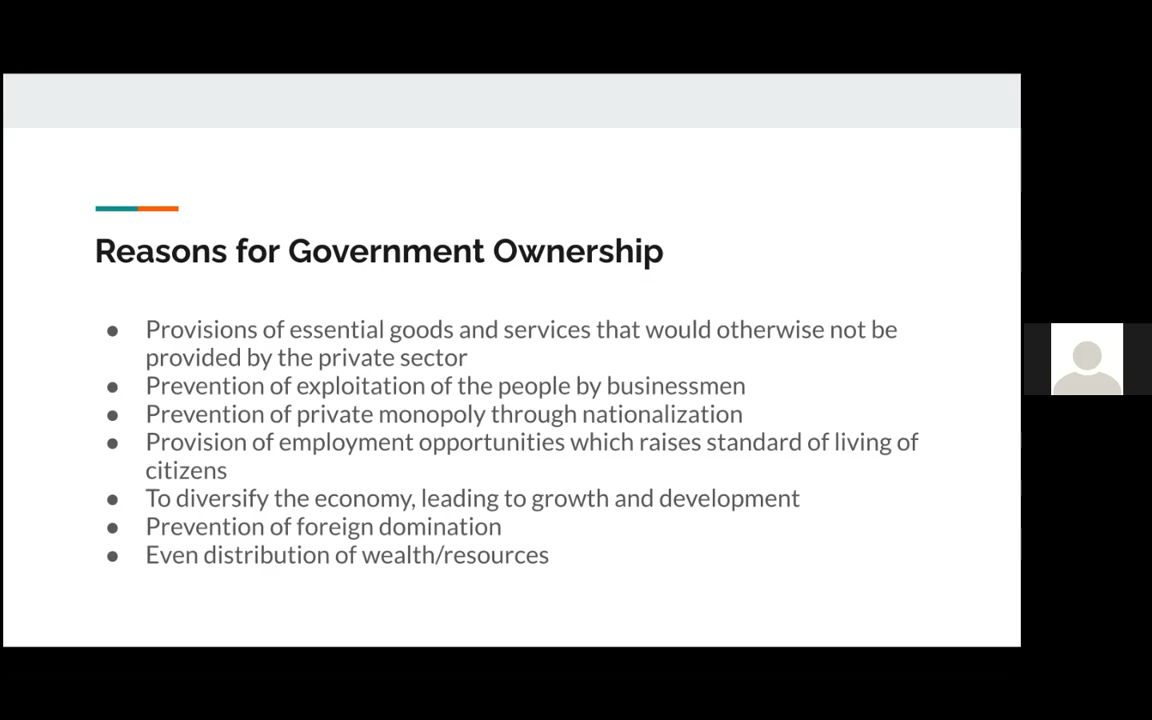 Reasons for Government Ownership
● Provisions of essential goods and services that would otherwise not be
provided by the private sector
● Prevention of exploitation of the people by businessmen
● Prevention of private monopoly through nationalization
● Provision of employment opportunities which raises standard of living of
citizens
● To diversify the economy, leading to growth and development
● Prevention of foreign domination
● Even distribution of wealth/resources